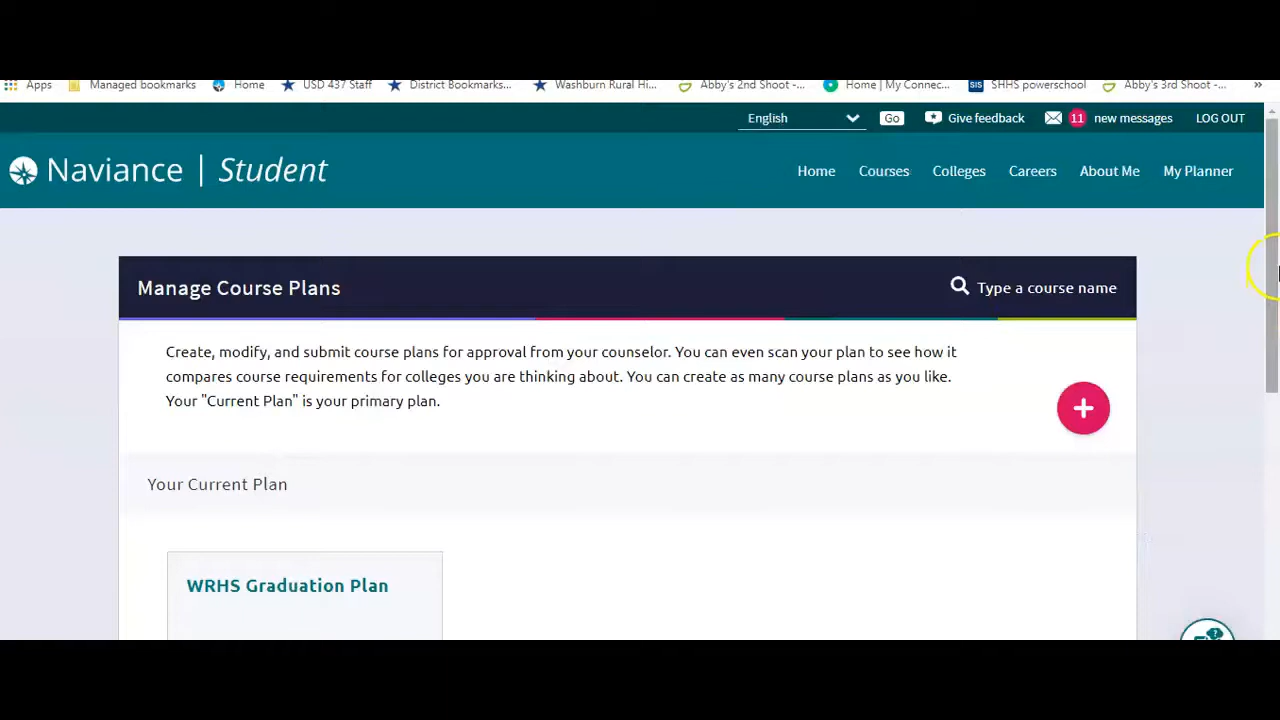 Apps Managed bookmarks Home USD 437 Staff District Bookmarks... Washburn Rural Hi... Abby's 2nd Shoot -... Home | My Connec... SIS SHHS powerschool Abby's 3rd Shoot -... »
English Go Give feedback 11 new messages LOG OUT
Naviance | Student Home Courses Colleges Careers About Me My Planner
Manage Course Plans Type a course name
Create, modify, and submit course plans for approval from your counselor. You can even scan your plan to see how it
compares course requirements for colleges you are thinking about. You can create as many course plans as you like.
Your "Current Plan" is your primary plan.
+
Your Current Plan
WRHS Graduation Plan